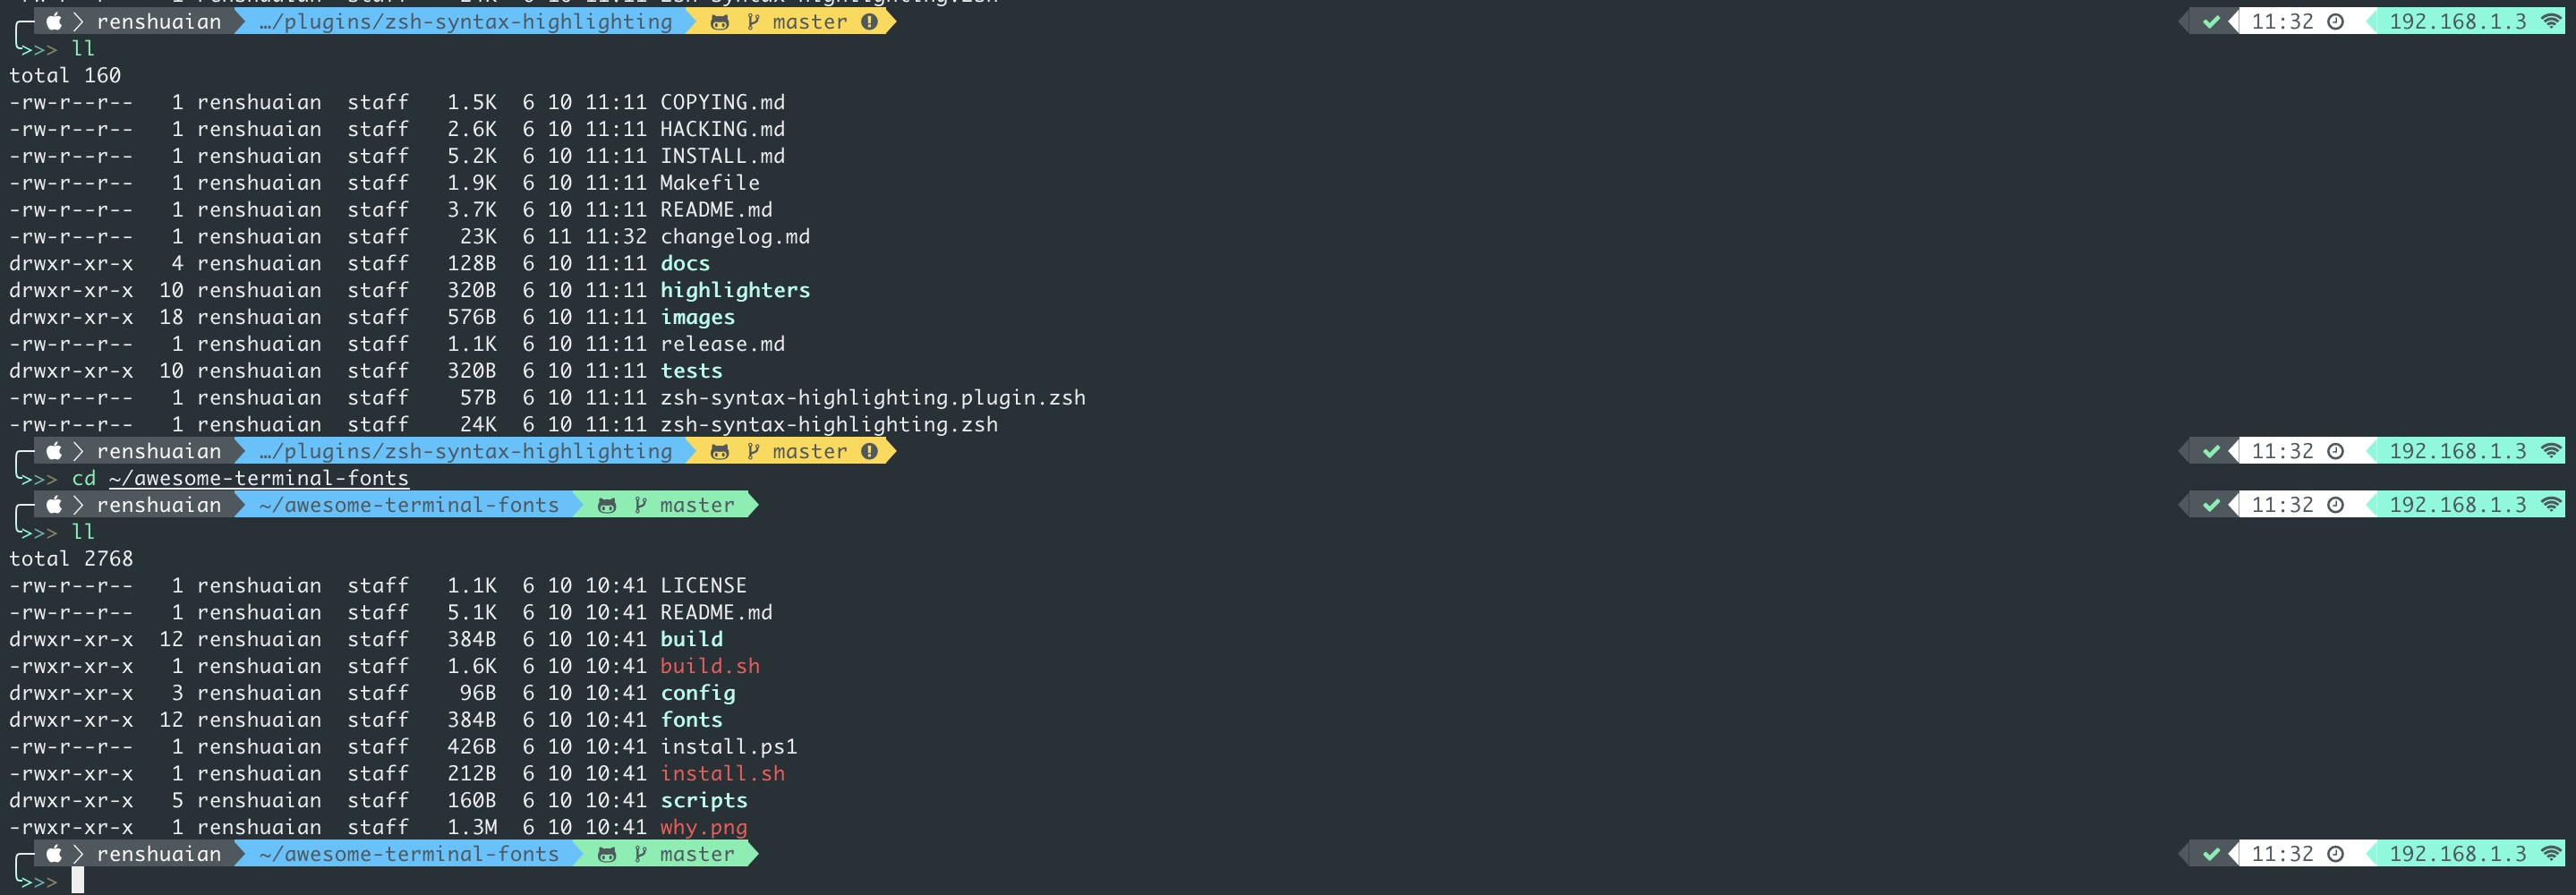 renshuaian …/plugins/zsh-syntax-highlighting master 11:32 192.168.1.3
>>> ll
total 160
-rw-r--r-- 1 renshuaian staff 1.5K 6 10 11:11 COPYING.md
-rw-r--r-- 1 renshuaian staff 2.6K 6 10 11:11 HACKING.md
-rw-r--r-- 1 renshuaian staff 5.2K 6 10 11:11 INSTALL.md
-rw-r--r-- 1 renshuaian staff 1.9K 6 10 11:11 Makefile
-rw-r--r-- 1 renshuaian staff 3.7K 6 10 11:11 README.md
-rw-r--r-- 1 renshuaian staff 23K 6 11 11:32 changelog.md
drwxr-xr-x 4 renshuaian staff 128B 6 10 11:11 docs
drwxr-xr-x 10 renshuaian staff 320B 6 10 11:11 highlighters
drwxr-xr-x 18 renshuaian staff 576B 6 10 11:11 images
-rw-r--r-- 1 renshuaian staff 1.1K 6 10 11:11 release.md
drwxr-xr-x 10 renshuaian staff 320B 6 10 11:11 tests
-rw-r--r-- 1 renshuaian staff 57B 6 10 11:11 zsh-syntax-highlighting.plugin.zsh
-rw-r--r-- 1 renshuaian staff 24K 6 10 11:11 zsh-syntax-highlighting.zsh
renshuaian …/plugins/zsh-syntax-highlighting master 11:32 192.168.1.3
>>> cd ~/awesome-terminal-fonts
renshuaian ~/awesome-terminal-fonts master 11:32 192.168.1.3
>>> ll
total 2768
-rw-r--r-- 1 renshuaian staff 1.1K 6 10 10:41 LICENSE
-rw-r--r-- 1 renshuaian staff 5.1K 6 10 10:41 README.md
drwxr-xr-x 12 renshuaian staff 384B 6 10 10:41 build
-rwxr-xr-x 1 renshuaian staff 1.6K 6 10 10:41 build.sh
drwxr-xr-x 3 renshuaian staff 96B 6 10 10:41 config
drwxr-xr-x 12 renshuaian staff 384B 6 10 10:41 fonts
-rw-r--r-- 1 renshuaian staff 426B 6 10 10:41 install.ps1
-rwxr-xr-x 1 renshuaian staff 212B 6 10 10:41 install.sh
drwxr-xr-x 5 renshuaian staff 160B 6 10 10:41 scripts
-rwxr-xr-x 1 renshuaian staff 1.3M 6 10 10:41 why.png
renshuaian ~/awesome-terminal-fonts master 11:32 192.168.1.3
>>>